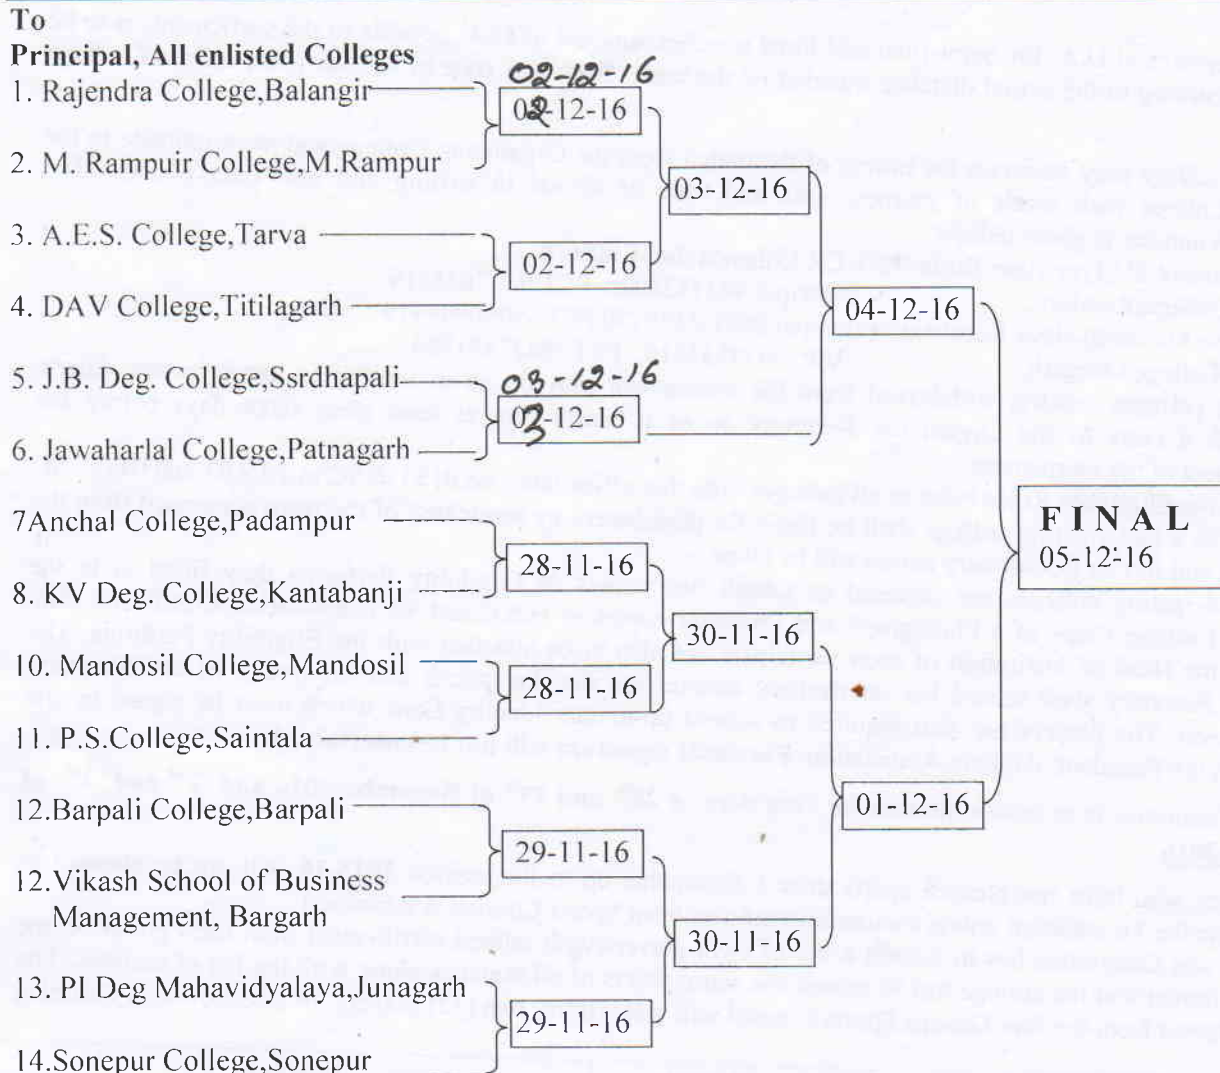 To
Principal, All enlisted Colleges
02-12-16
1. Rajendra College,Balangir
02-12-16
2. M. Rampuir College,M.Rampur
03-12-16
3. A.E.S. College,Tarva
02-12-16
4. DAV College,Titilagarh
04-12-16
5. J.B. Deg. College,Ssrdhapali
03-12-16
03-12-16
6. Jawaharlal College,Patnagarh
7Anchal College,Padampur
FINAL
05-12-16
28-11-16
8. KV Deg. College,Kantabanji
30-11-16
10. Mandosil College,Mandosil
28-11-16
11. P.S.College,Saintala
12.Barpali College,Barpali
01-12-16
29-11-16
12.Vikash School of Business
Management, Bargarh
30-11-16
13. PI Deg Mahavidyalaya,Junagarh
29-11-16
14.Sonepur College,Sonepur